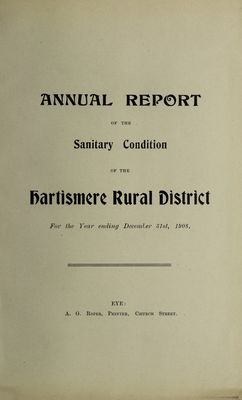 ANNUAL REPORT
OF THE
Sanitary Condition
OF THE
Hartismere Rural District
For the Year ending December 31st, 1908.
EYE:
A. G. Roper, Printer, Church Street.